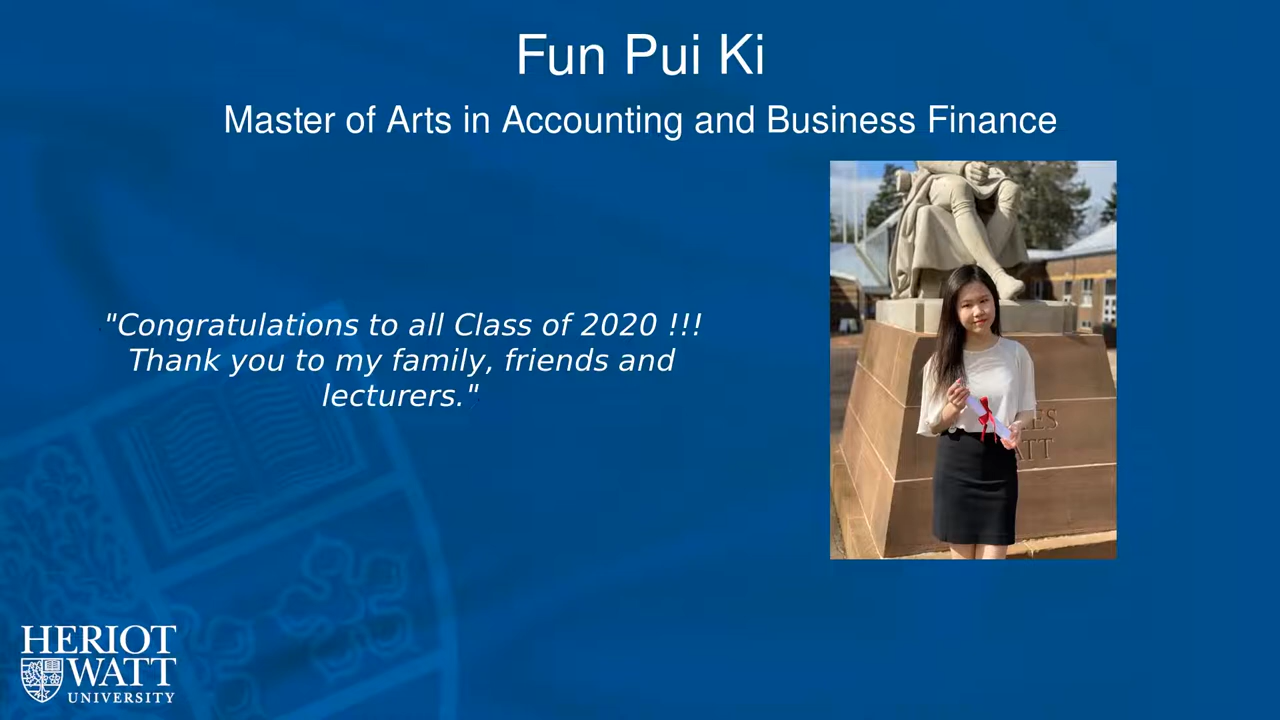 Fun Pui Ki
Master of Arts in Accounting and Business Finance
"Congratulations to all Class of 2020 !!!
Thank you to my family, friends and
lecturers."
HERIOT
WATT
UNIVERSITY